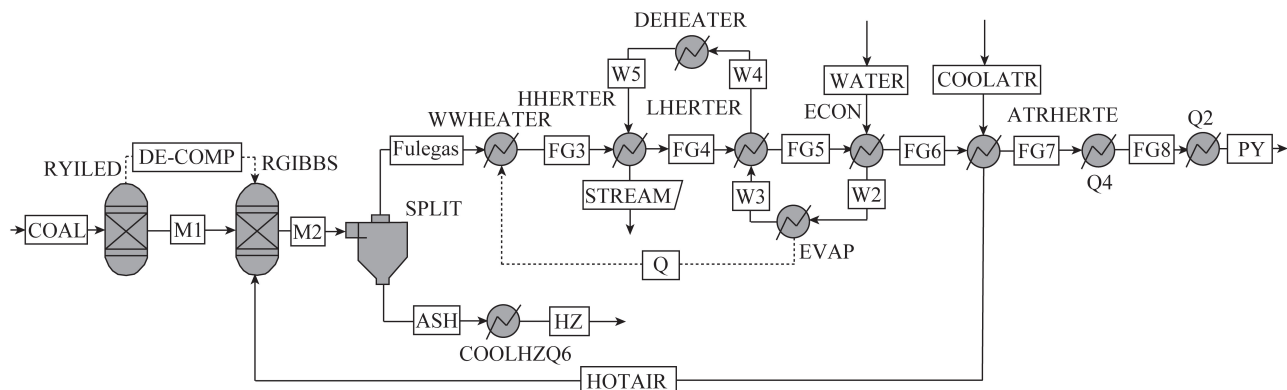 DEHEATER
W5
W4
WATER
COOLATR
HHERTER
LHERTER
ECON
ATRHERTE
WWHEATER
Q2
Fulegas
FG3
FG4
FG5
FG6
FG7
FG8
PY
Q4
DE-COMP
RYILED
RGIBBS
STREAM
W3
W2
SPLIT
EVAP
COAL
M1
M2
Q
ASH
HZ
COOLHZQ6
HOTAIR